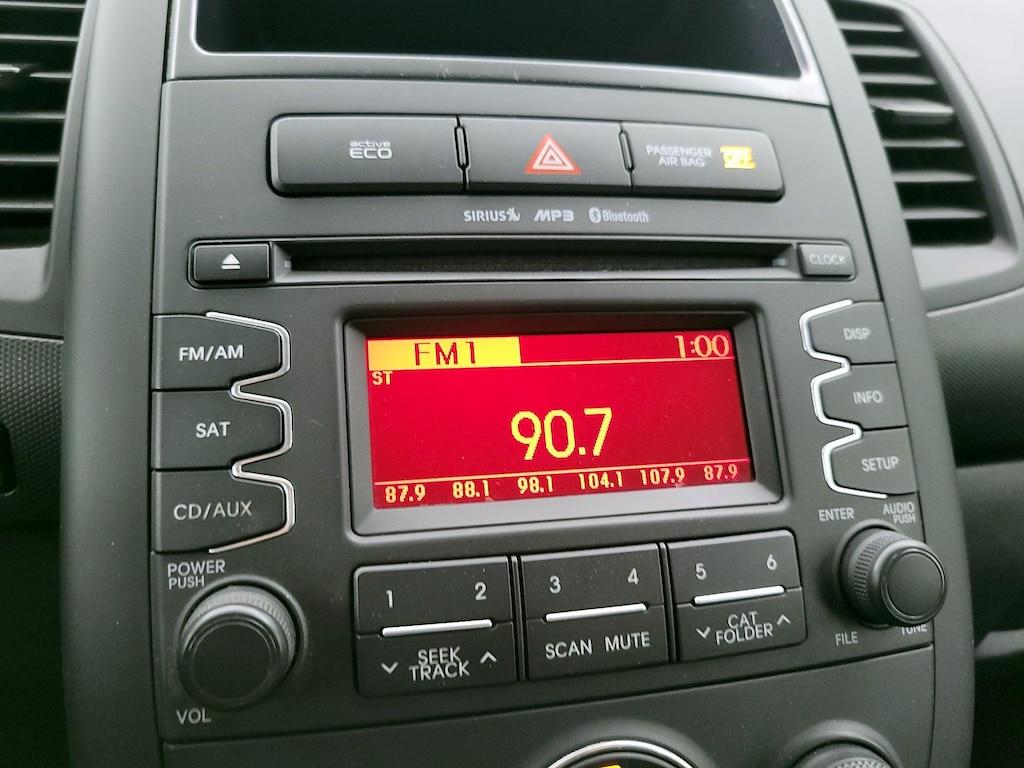 active
ECO
PASSENGER
AIR BAG OFF
SIRIUS MP3 Bluetooth
CLOCK
FM/AM
SAT
CD/AUX
FM1 1:00
ST
90.7
87.9 88.1 98.1 104.1 107.9 87.9
DISP
INFO
SETUP
ENTER
AUDIO
PUSH
POWER
PUSH
VOL
1 2
SEEK
TRACK
3 4
SCAN MUTE
5 6
CAT
FOLDER
FILE
TUNE